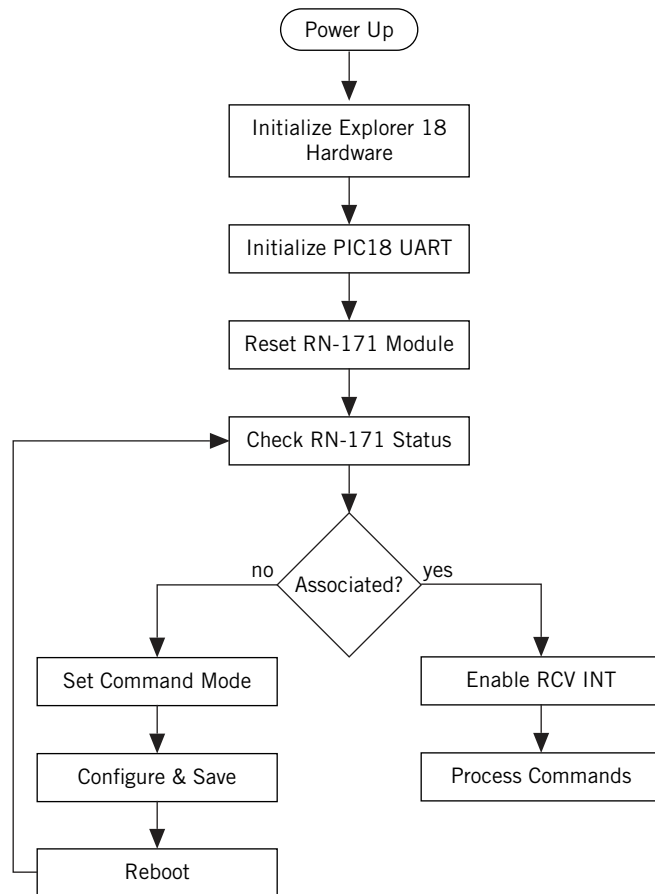 Power Up
Initialize Explorer 18
Hardware
Initialize PIC18 UART
Reset RN-171 Module
Check RN-171 Status
no
Associated?
yes
Set Command Mode
Enable RCV INT
Configure & Save
Process Commands
Reboot